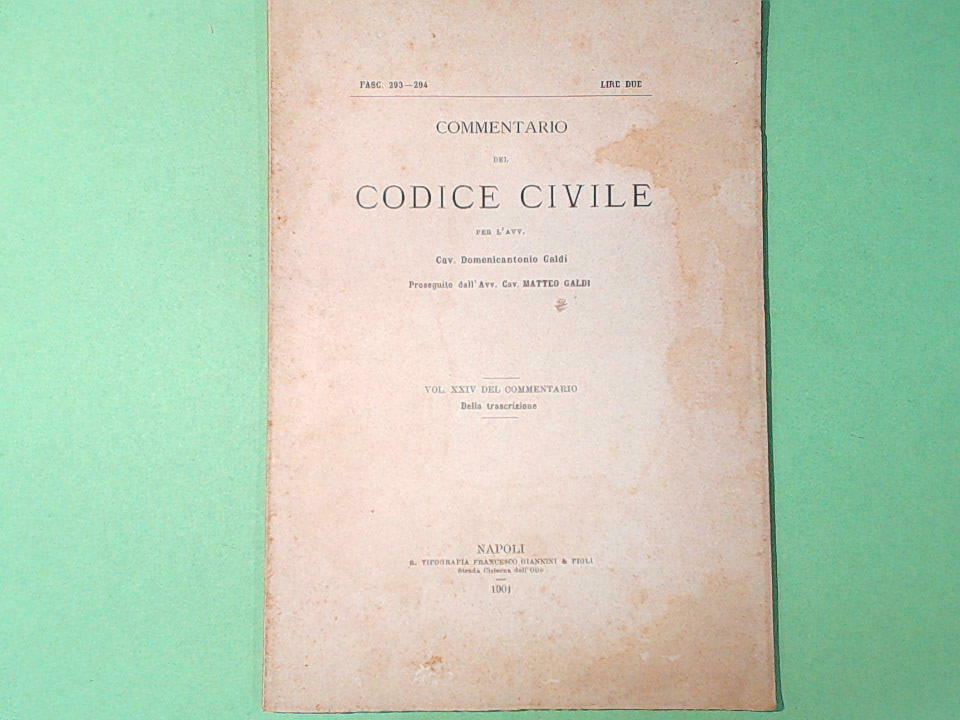 FASC. 293—294 LIRE DUE
COMMENTARIO
DEL
CODICE CIVILE
PER L'AVV.
Cav. Domenicantonio Galdi
Proseguito dall'Avv. Cav. MATTEO GALDI
VOL. XXIV DEL COMMENTARIO
Della trascrizione
NAPOLI
R. TIPOGRAFIA FRANCESCO GIANNINI & FIGLI
Strada Cisterna dell'Olio
1901